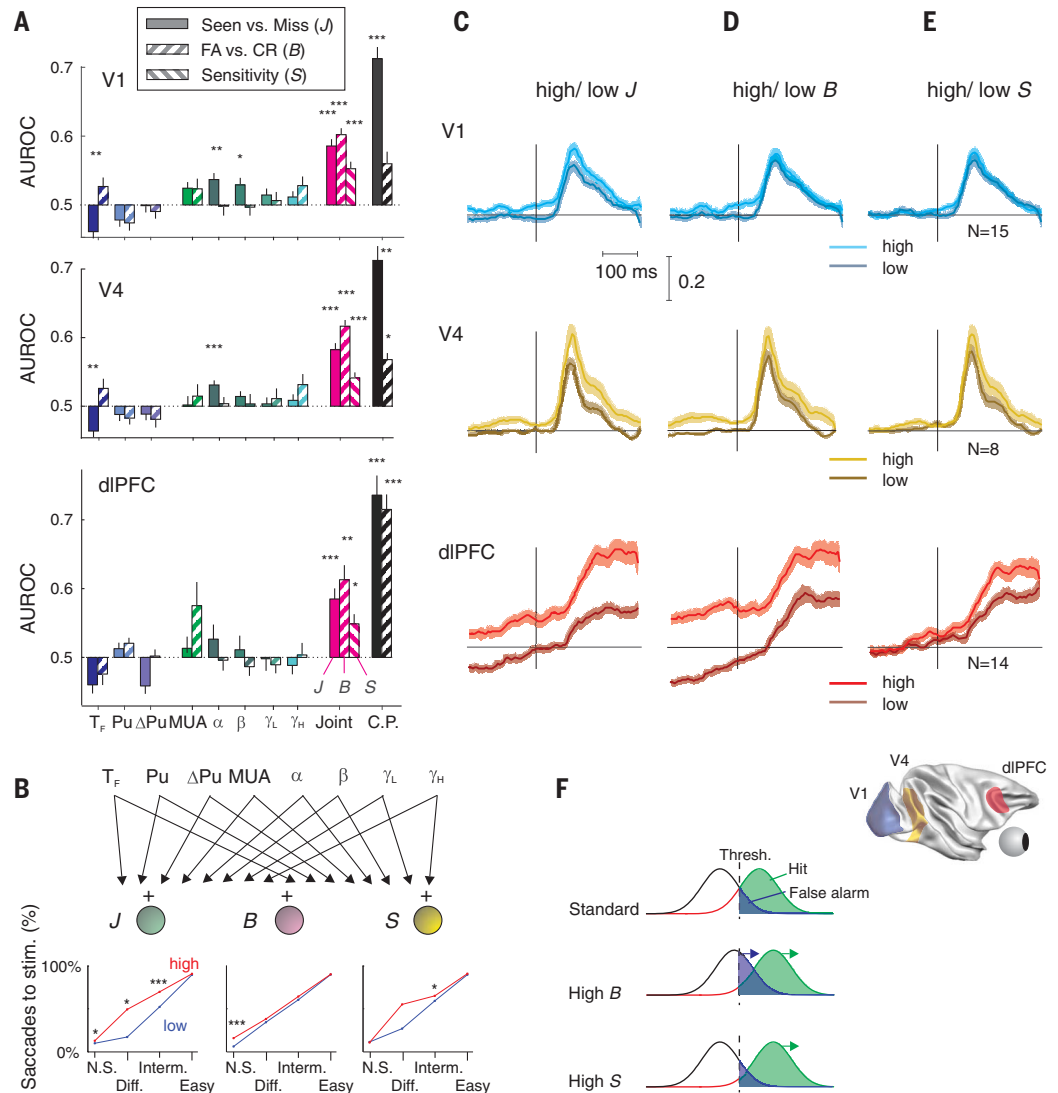 A
Seen vs. Miss (J)
FA vs. CR (B)
Sensitivity (S)
V1
AUROC
0.7
0.6
0.5
** ** * *** *** *** ***
V4
AUROC
0.7
0.6
0.5
** *** *** *** *** ** *
dlPFC
AUROC
0.7
0.6
0.5
*** ** * *** ***
J B S
T_F Pu ΔPu MUA α β γ_L γ_H Joint C.P.
B
T_F Pu ΔPu MUA α β γ_L γ_H
+ + +
J B S
Saccades to stim. (%)
100%
0%
high
low
* * ***
***
*
N.S. Diff. Interm. Easy
N.S. Diff. Interm. Easy
N.S. Diff. Interm. Easy
C D E
high/ low J high/ low B high/ low S
V1
N=15
high
low
100 ms
0.2
V4
N=8
high
low
dlPFC
N=14
high
low
F
V1 V4 dlPFC
Thresh.
Hit
False alarm
Standard
High B
High S